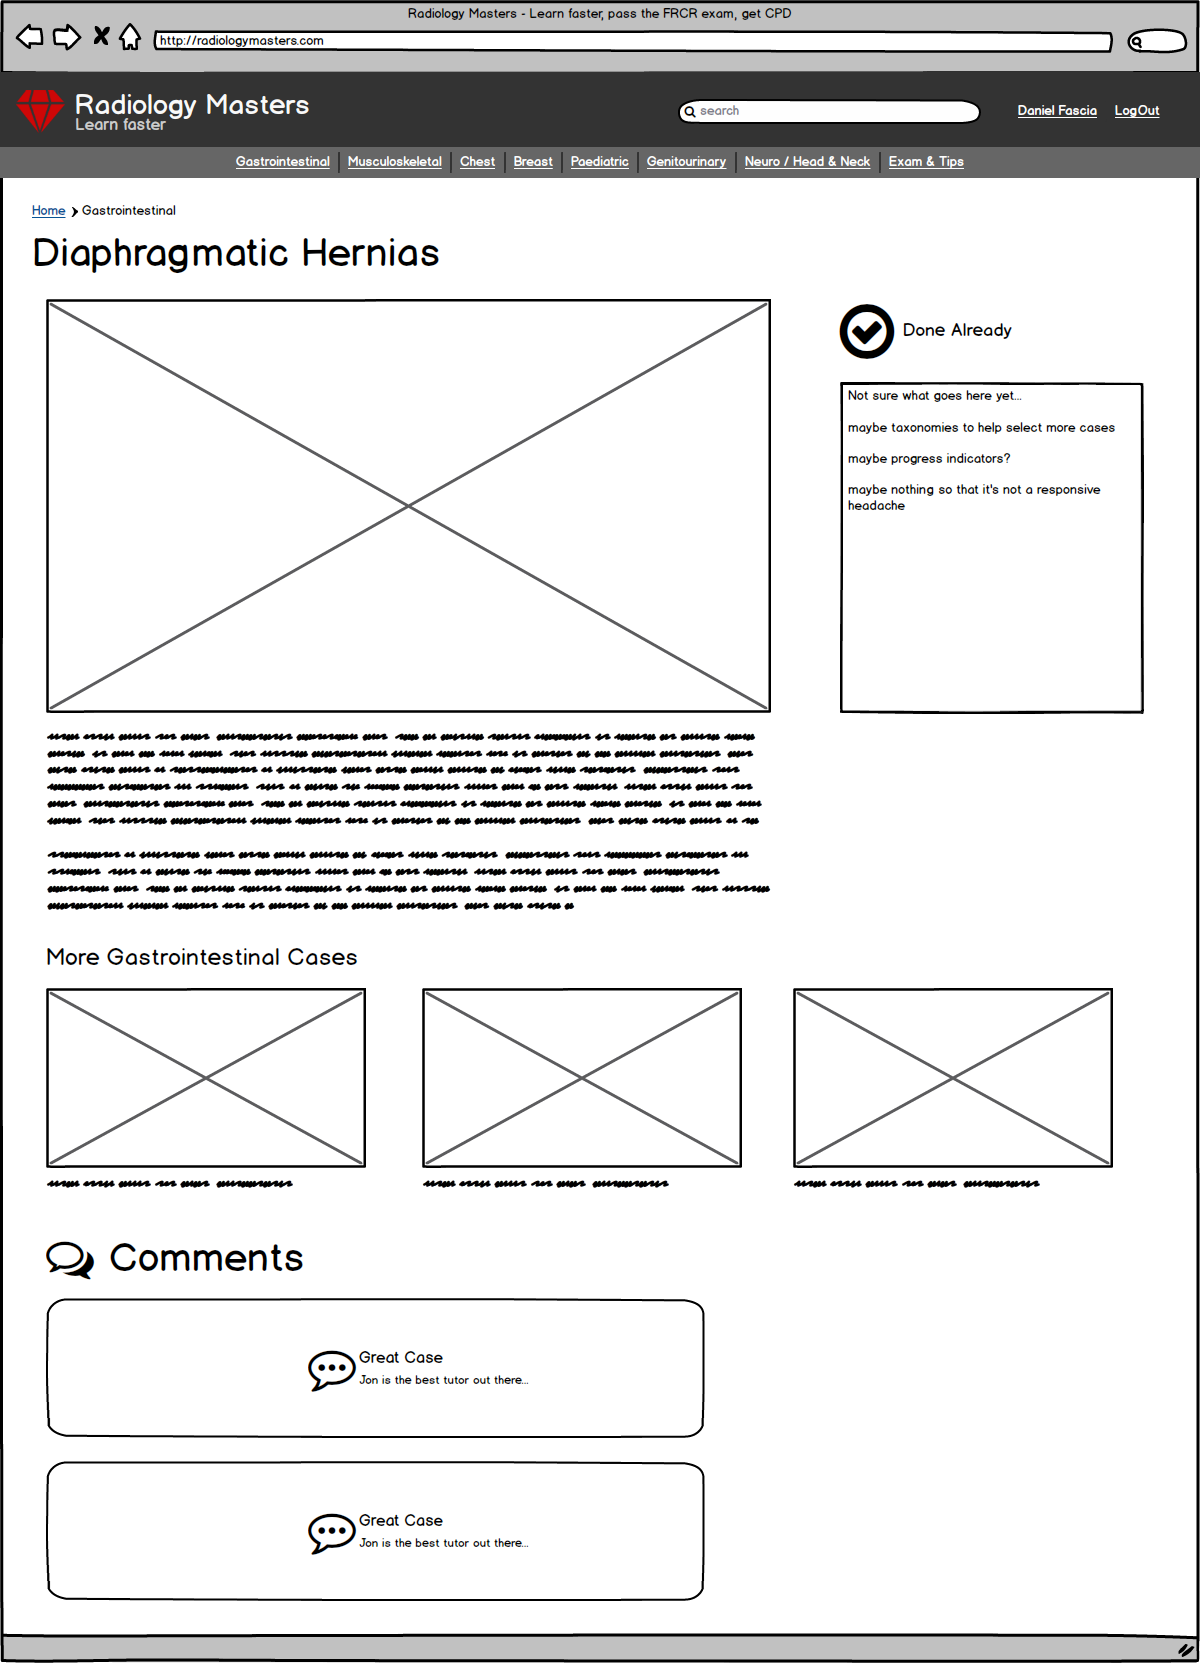 Radiology Masters - Learn faster, pass the FRCR exam, get CPD
http://radiologymasters.com
Radiology Masters
Learn faster
search
Daniel Fascia
LogOut
Gastrointestinal
Musculoskeletal
Chest
Breast
Paediatric
Genitourinary
Neuro / Head & Neck
Exam & Tips
Home
Gastrointestinal
Diaphragmatic Hernias
Done Already
Not sure what goes here yet...
maybe taxonomies to help select more cases
maybe progress indicators?
maybe nothing so that it's not a responsive
headache
More Gastrointestinal Cases
Comments
Great Case
Jon is the best tutor out there...
Great Case
Jon is the best tutor out there...